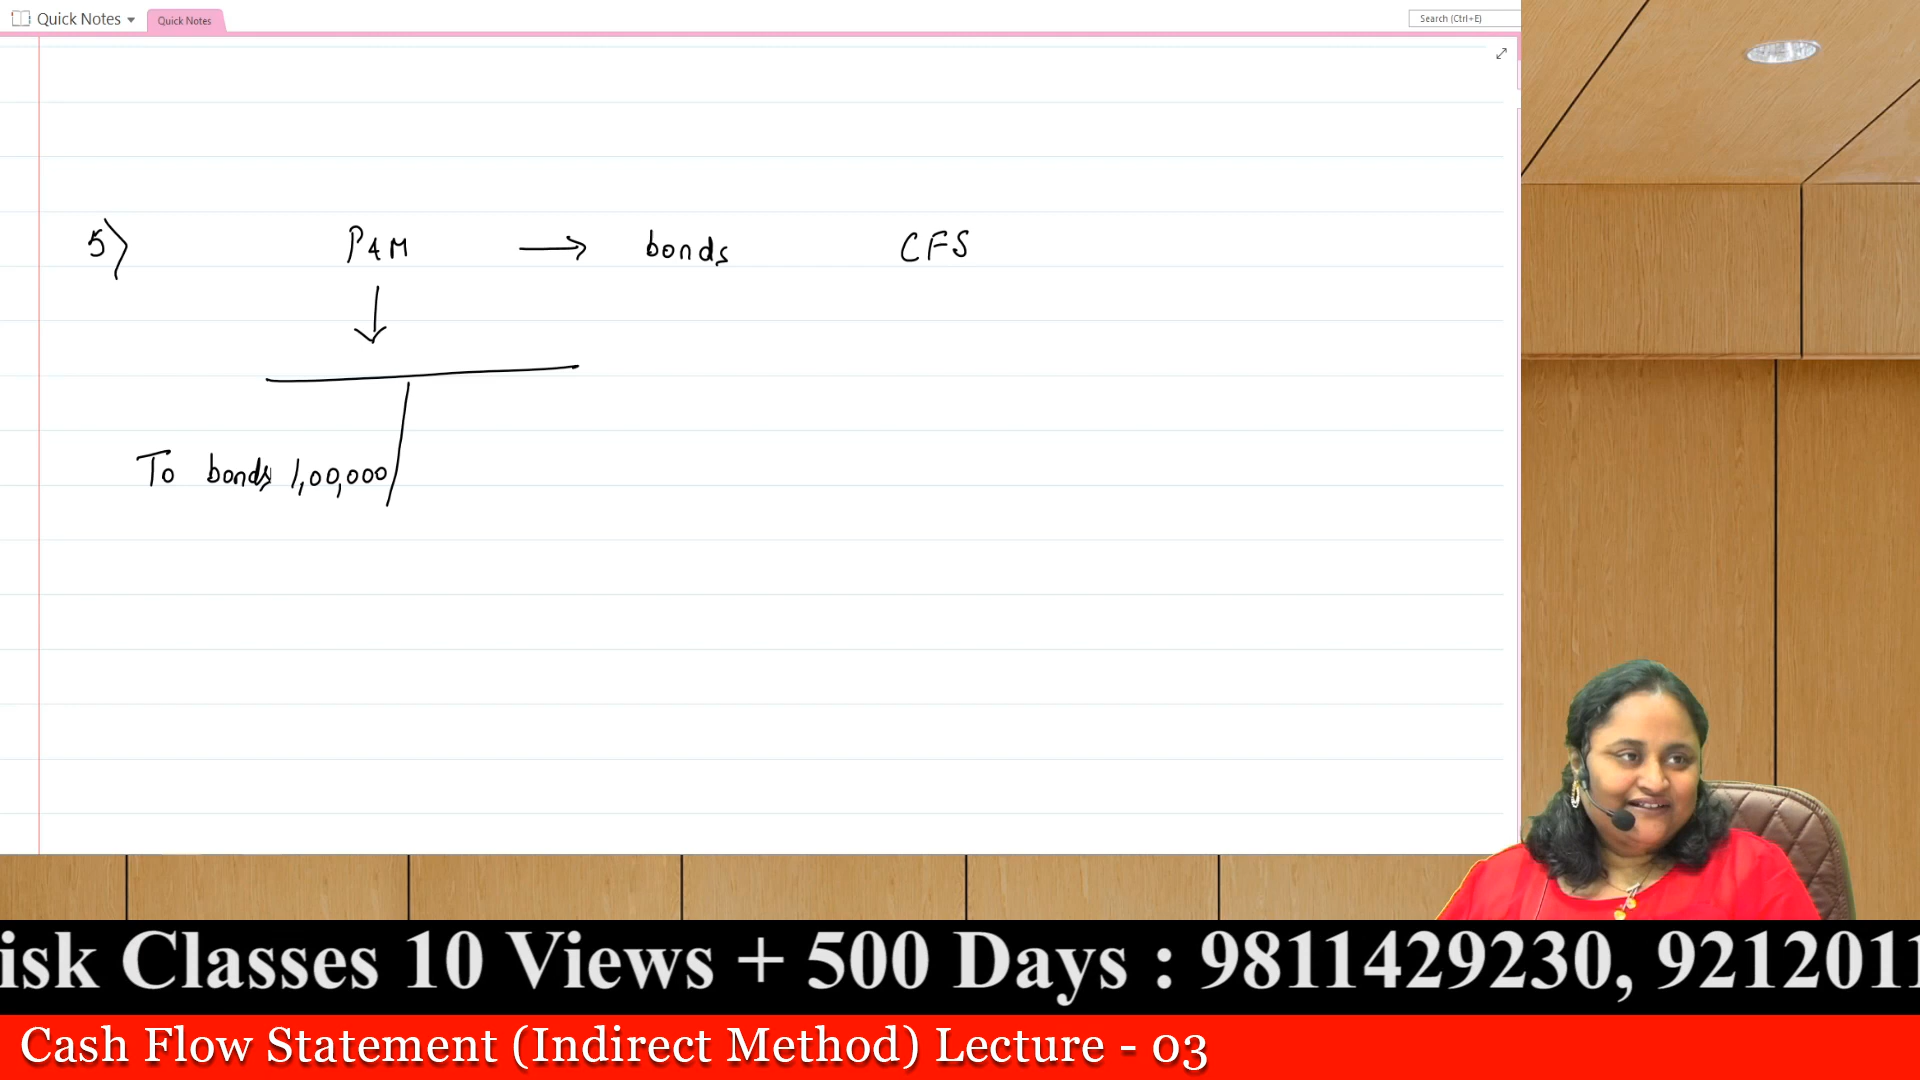 Quick Notes
Quick Notes
Search (Ctrl+E)
5) P4M → bonds CFS
To bonds 1,00,000
isk Classes 10 Views + 500 Days : 9811429230, 9212011
Cash Flow Statement (Indirect Method) Lecture - 03